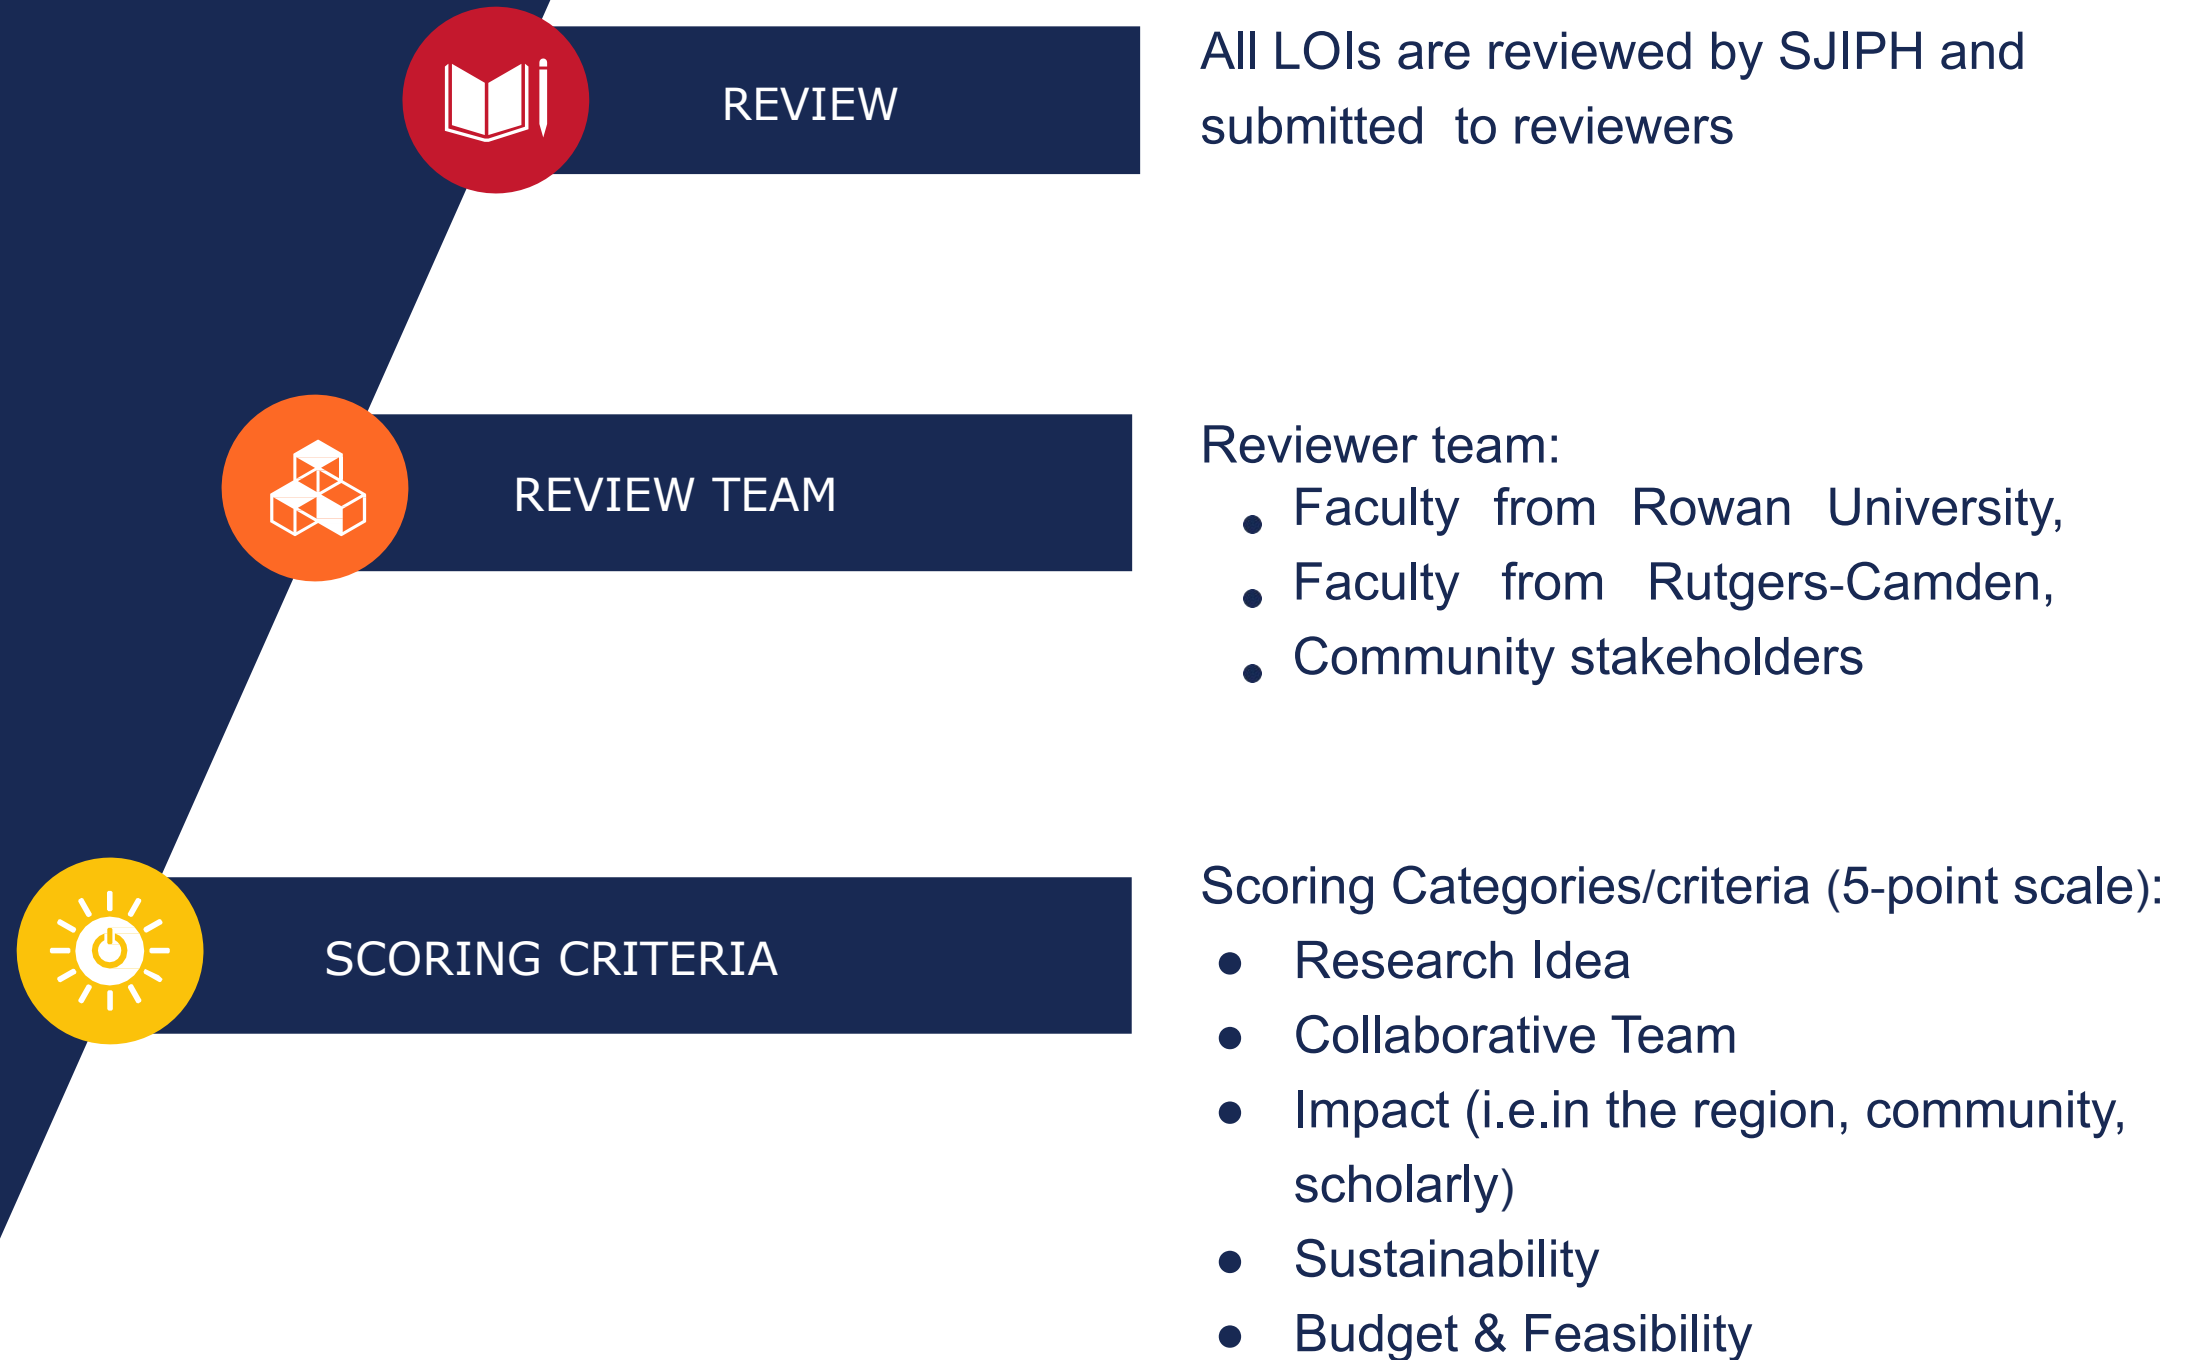 REVIEW
All LOIs are reviewed by SJIPH and
submitted to reviewers
REVIEW TEAM
Reviewer team:
● Faculty from Rowan University,
● Faculty from Rutgers-Camden,
● Community stakeholders
SCORING CRITERIA
Scoring Categories/criteria (5-point scale):
● Research Idea
● Collaborative Team
● Impact (i.e.in the region, community,
scholarly)
● Sustainability
● Budget & Feasibility